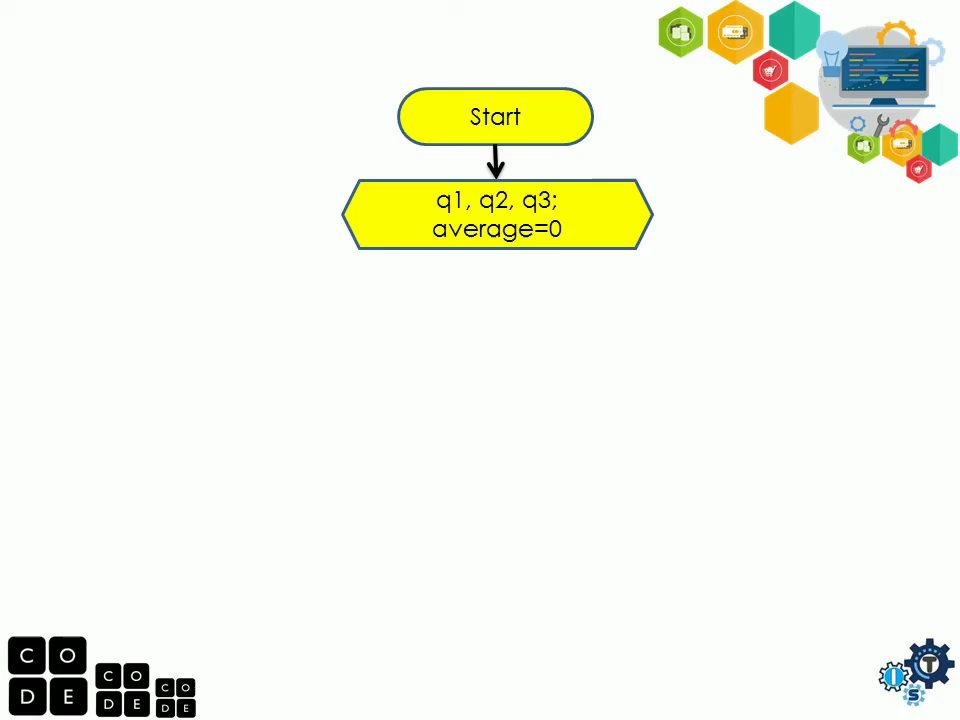 Start
q1, q2, q3;
average=0
C O
D E
C O
D E
C O
D E
I T
S